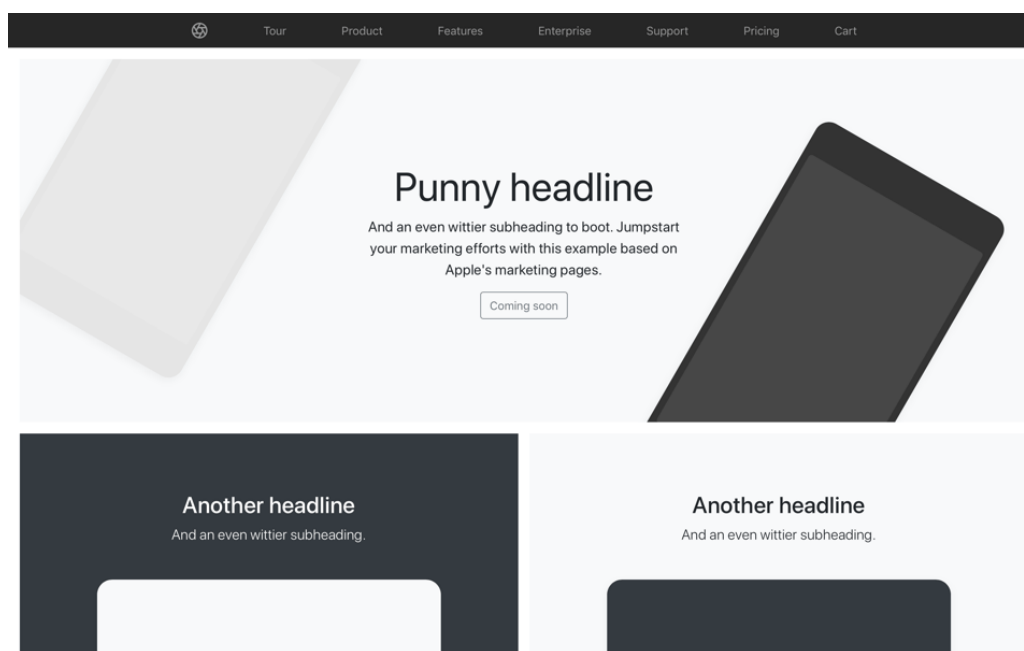 Tour Product Features Enterprise Support Pricing Cart
Punny headline
And an even wittier subheading to boot. Jumpstart
your marketing efforts with this example based on
Apple's marketing pages.
Coming soon
Another headline
And an even wittier subheading.
Another headline
And an even wittier subheading.